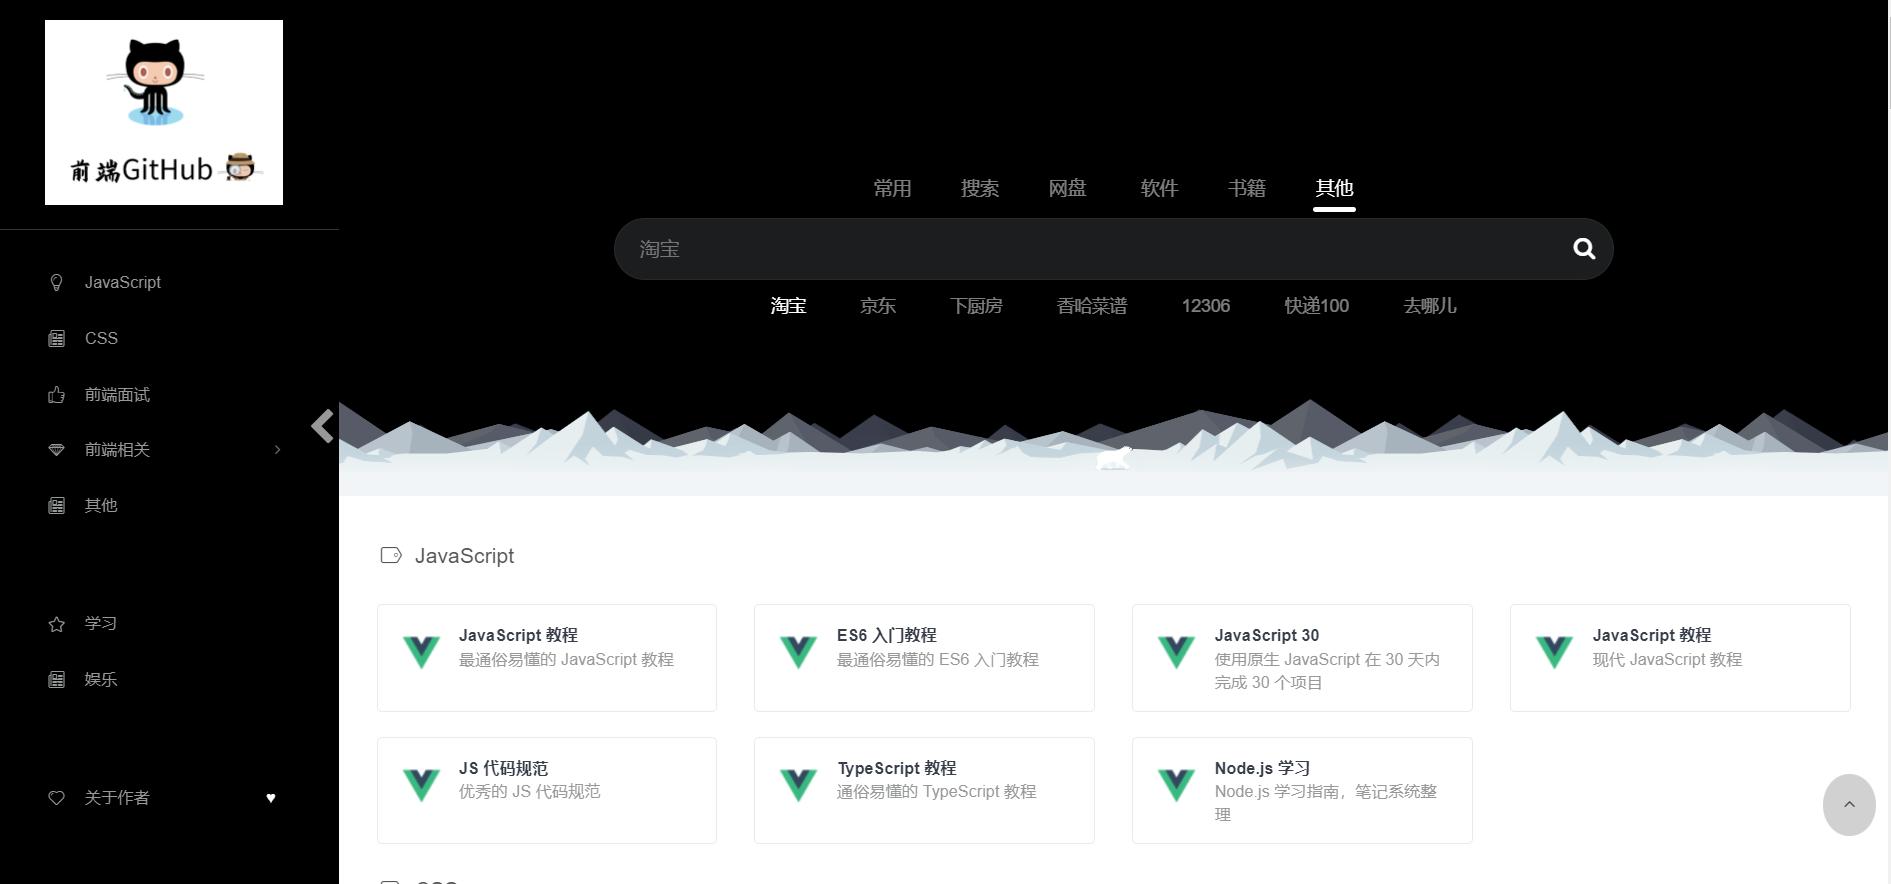 前端GitHub
JavaScript
CSS
前端面试
前端相关
其他
学习
娱乐
关于作者
常用 搜索 网盘 软件 书籍 其他
淘宝
淘宝 京东 下厨房 香哈菜谱 12306 快递100 去哪儿
JavaScript
JavaScript 教程
最通俗易懂的 JavaScript 教程
ES6 入门教程
最通俗易懂的 ES6 入门教程
JavaScript 30
使用原生 JavaScript 在 30 天内
完成 30 个项目
JavaScript 教程
现代 JavaScript 教程
JS 代码规范
优秀的 JS 代码规范
TypeScript 教程
通俗易懂的 TypeScript 教程
Node.js 学习
Node.js 学习指南，笔记系统整
理